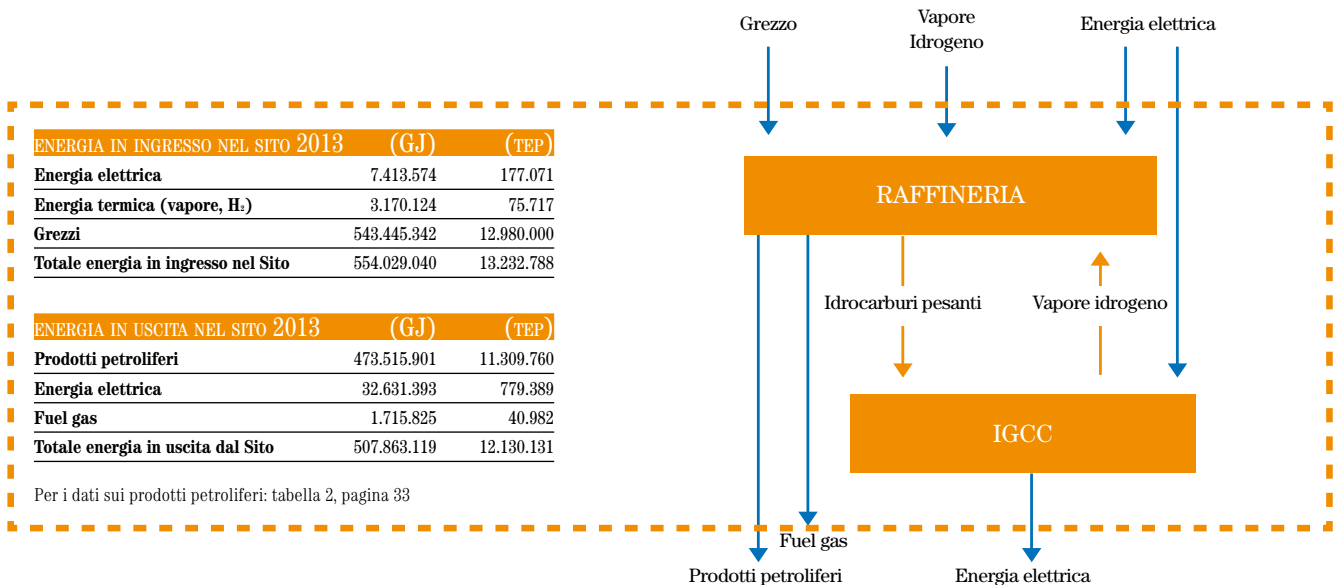 Grezzo
Vapore
Idrogeno
Energia elettrica
ENERGIA IN INGRESSO NEL SITO 2013 (GJ) (TEP)
Energia elettrica 7.413.574 177.071
Energia termica (vapore, H₂) 3.170.124 75.717
Grezzi 543.445.342 12.980.000
Totale energia in ingresso nel Sito 554.029.040 13.232.788
ENERGIA IN USCITA NEL SITO 2013 (GJ) (TEP)
Prodotti petroliferi 473.515.901 11.309.760
Energia elettrica 32.631.393 779.389
Fuel gas 1.715.825 40.982
Totale energia in uscita dal Sito 507.863.119 12.130.131
Per i dati sui prodotti petroliferi: tabella 2, pagina 33
RAFFINERIA
Idrocarburi pesanti
Vapore idrogeno
IGCC
Fuel gas
Prodotti petroliferi
Energia elettrica